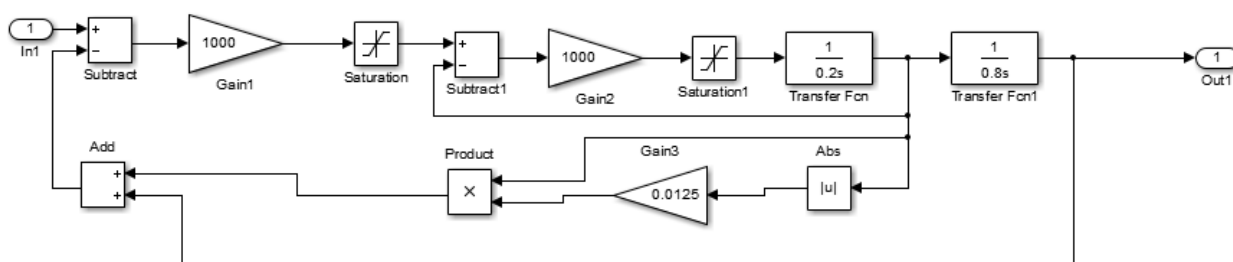 1
In1
+
−
Subtract
1000
Gain1
Saturation
+
−
Subtract1
1000
Gain2
Saturation1
1
0.2s
Transfer Fcn
1
0.8s
Transfer Fcn1
1
Out1
Add
+
+
Product
×
Gain3
0.0125
Abs
|u|